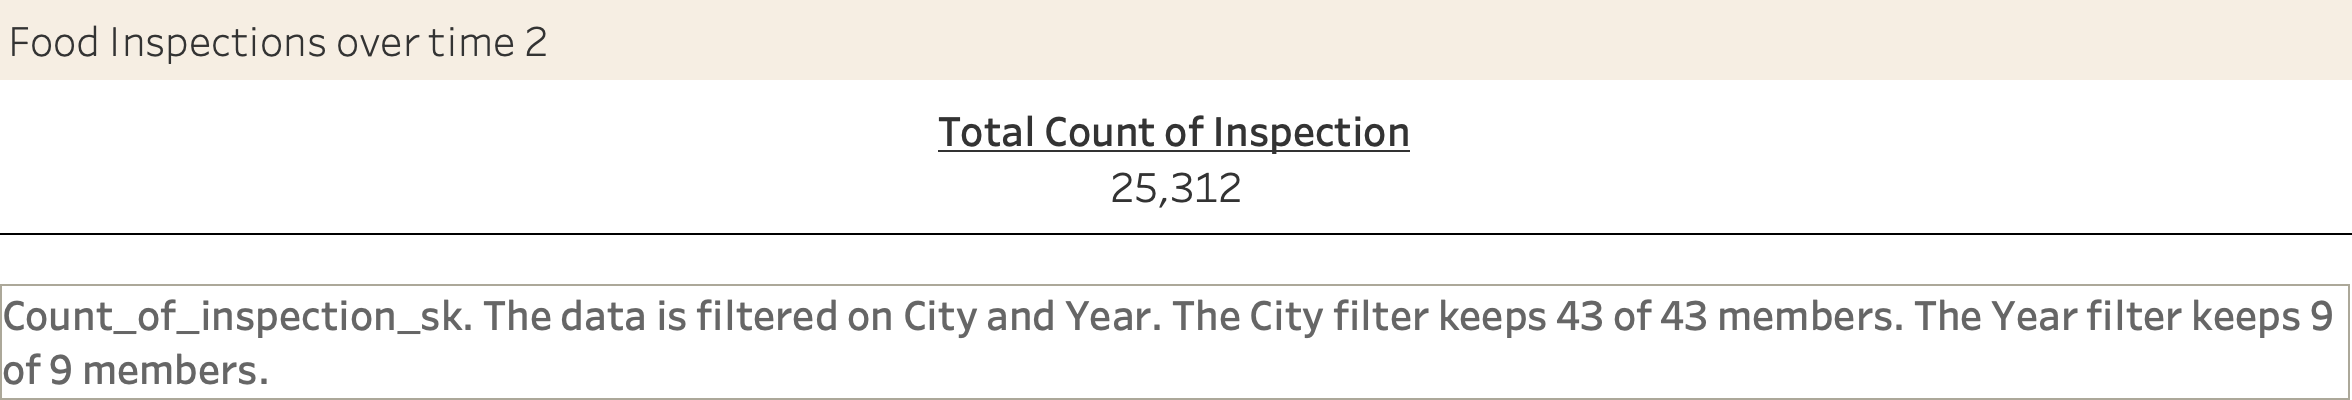 Food Inspections over time 2
Total Count of Inspection
25,312
Count_of_inspection_sk. The data is filtered on City and Year. The City filter keeps 43 of 43 members. The Year filter keeps 9
of 9 members.